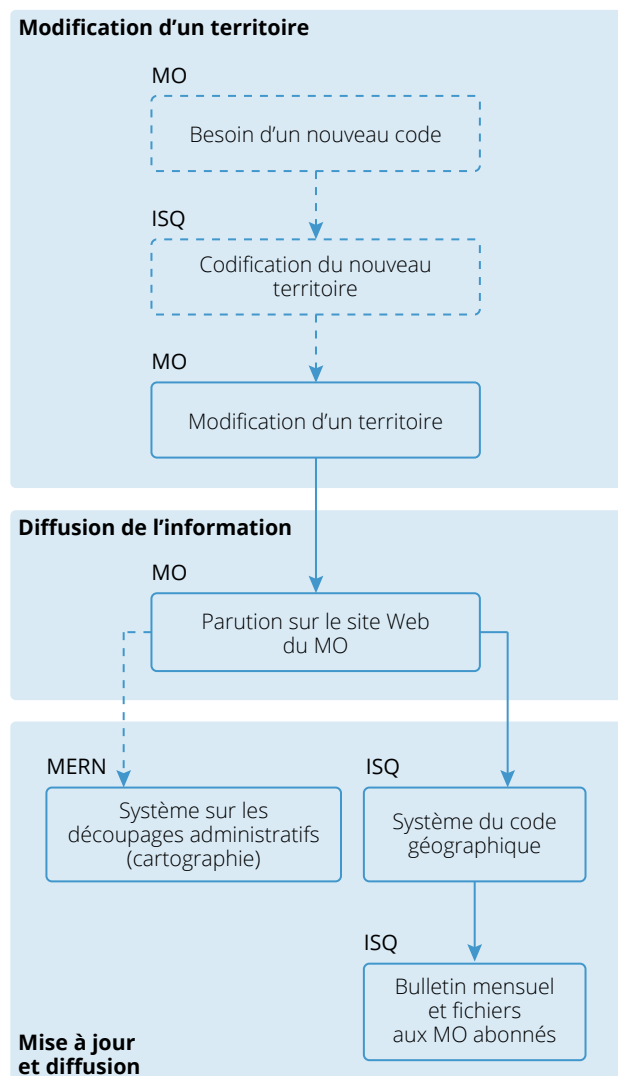 Modification d’un territoire
MO
Besoin d’un nouveau code
ISQ
Codification du nouveau
territoire
MO
Modification d’un territoire
Diffusion de l’information
MO
Parution sur le site Web
du MO
MERN
Système sur les
découpages administratifs
(cartographie)
ISQ
Système du code
géographique
ISQ
Bulletin mensuel
et fichiers
aux MO abonnés
Mise à jour
et diffusion